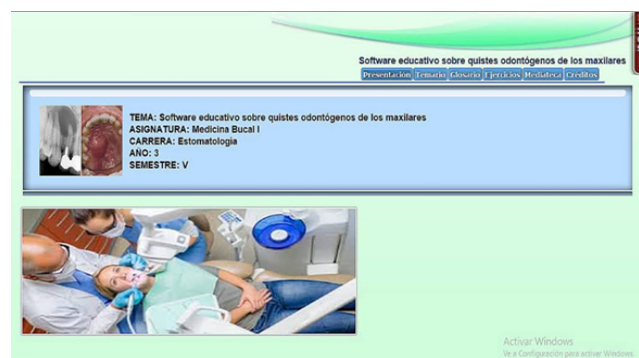 Software educativo sobre quistes odontógenos de los maxilares
Presentación Temario Glosario Ejercicios Mediateca Créditos
TEMA: Software educativo sobre quistes odontógenos de los maxilares
ASIGNATURA: Medicina Bucal I
CARRERA: Estomatología
AÑO: 3
SEMESTRE: V
Activar Windows
Ve a Configuración para activar Windows